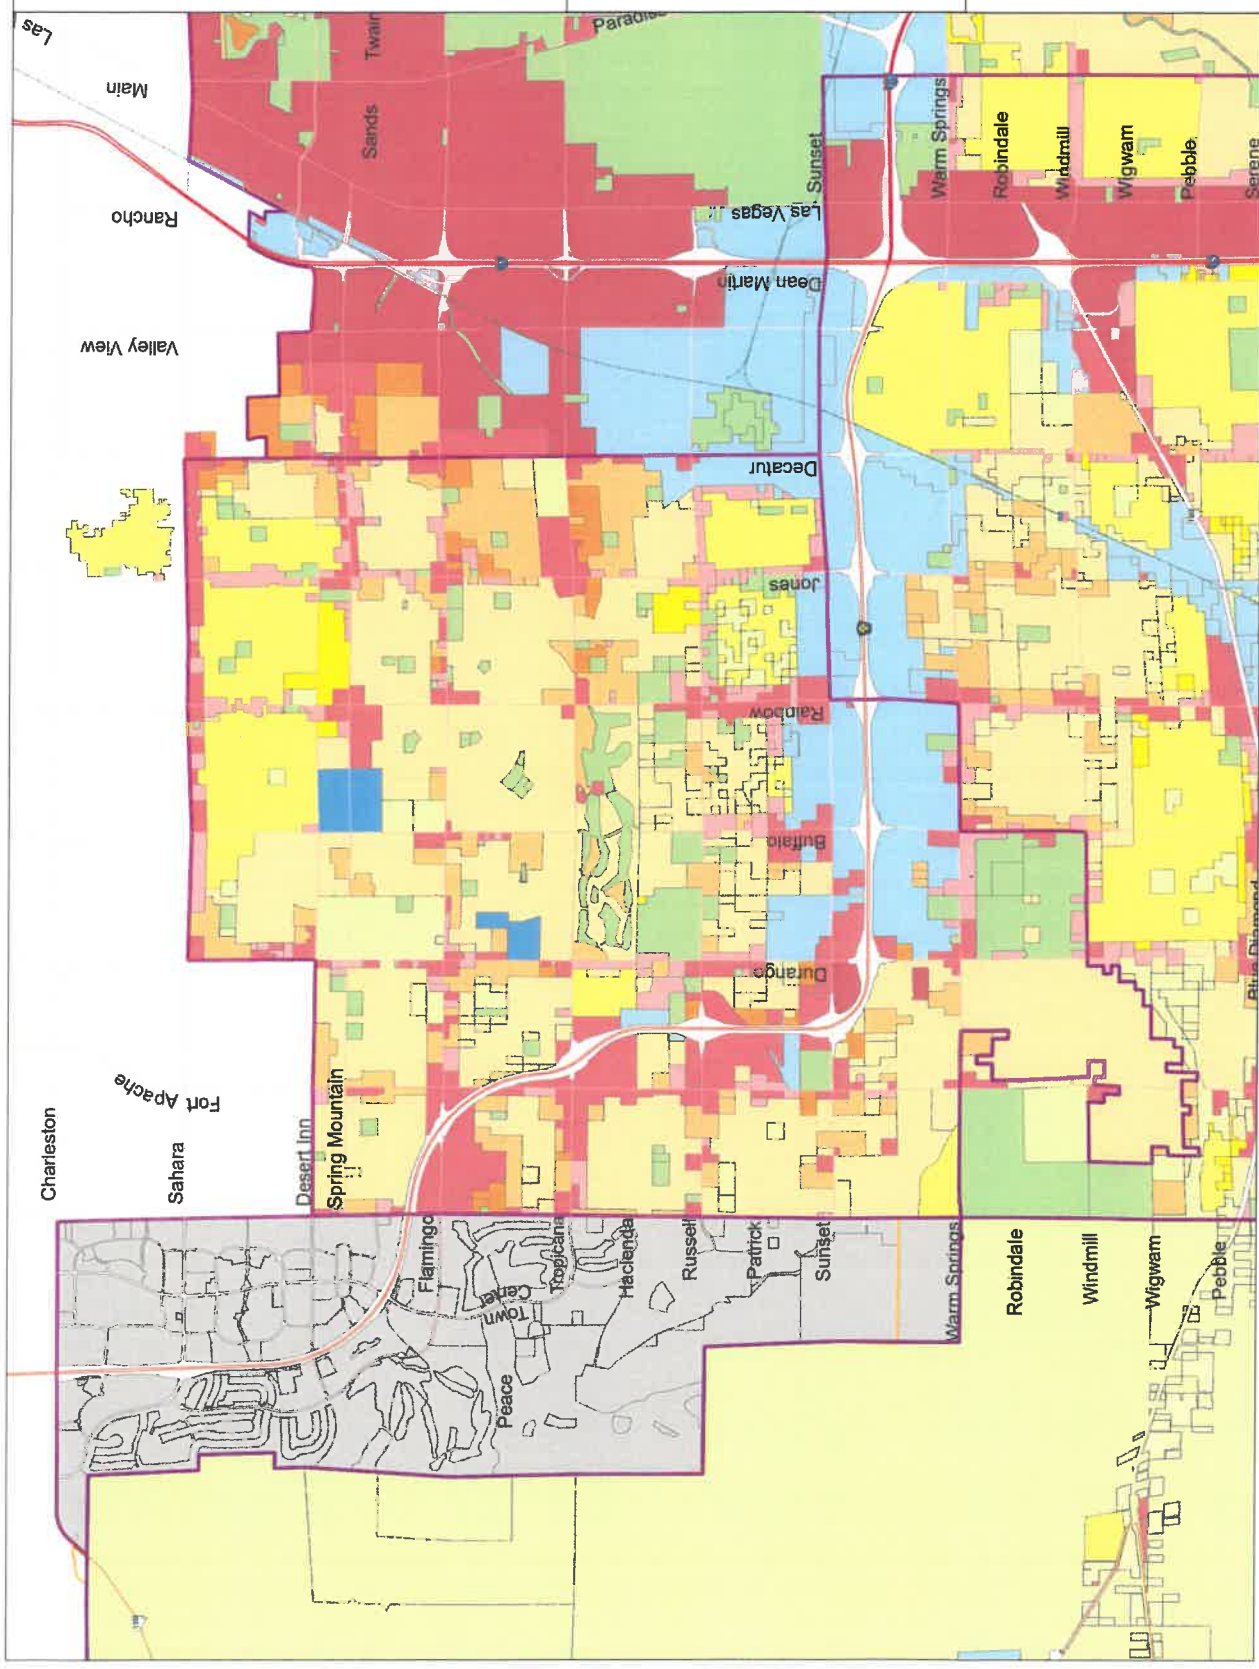 Las
Main
Rancho
Valley View
Twain
Sands
Paradise
Sunset
Las Vegas
Dean Martin
Warm Springs
Robindale
Windmill
Wigwam
Pebble
Serene
Decatur
Jones
Rainbow
Buffalo
Durango
Fort Apache
Charleston
Sahara
Desert Inn
Spring Mountain
Flamingo
Tropicana
Hacienda
Russell
Patrick
Sunset
Warm Springs
Robindale
Windmill
Wigwam
Pebble
Town
Center
Peace
Blue Diamond